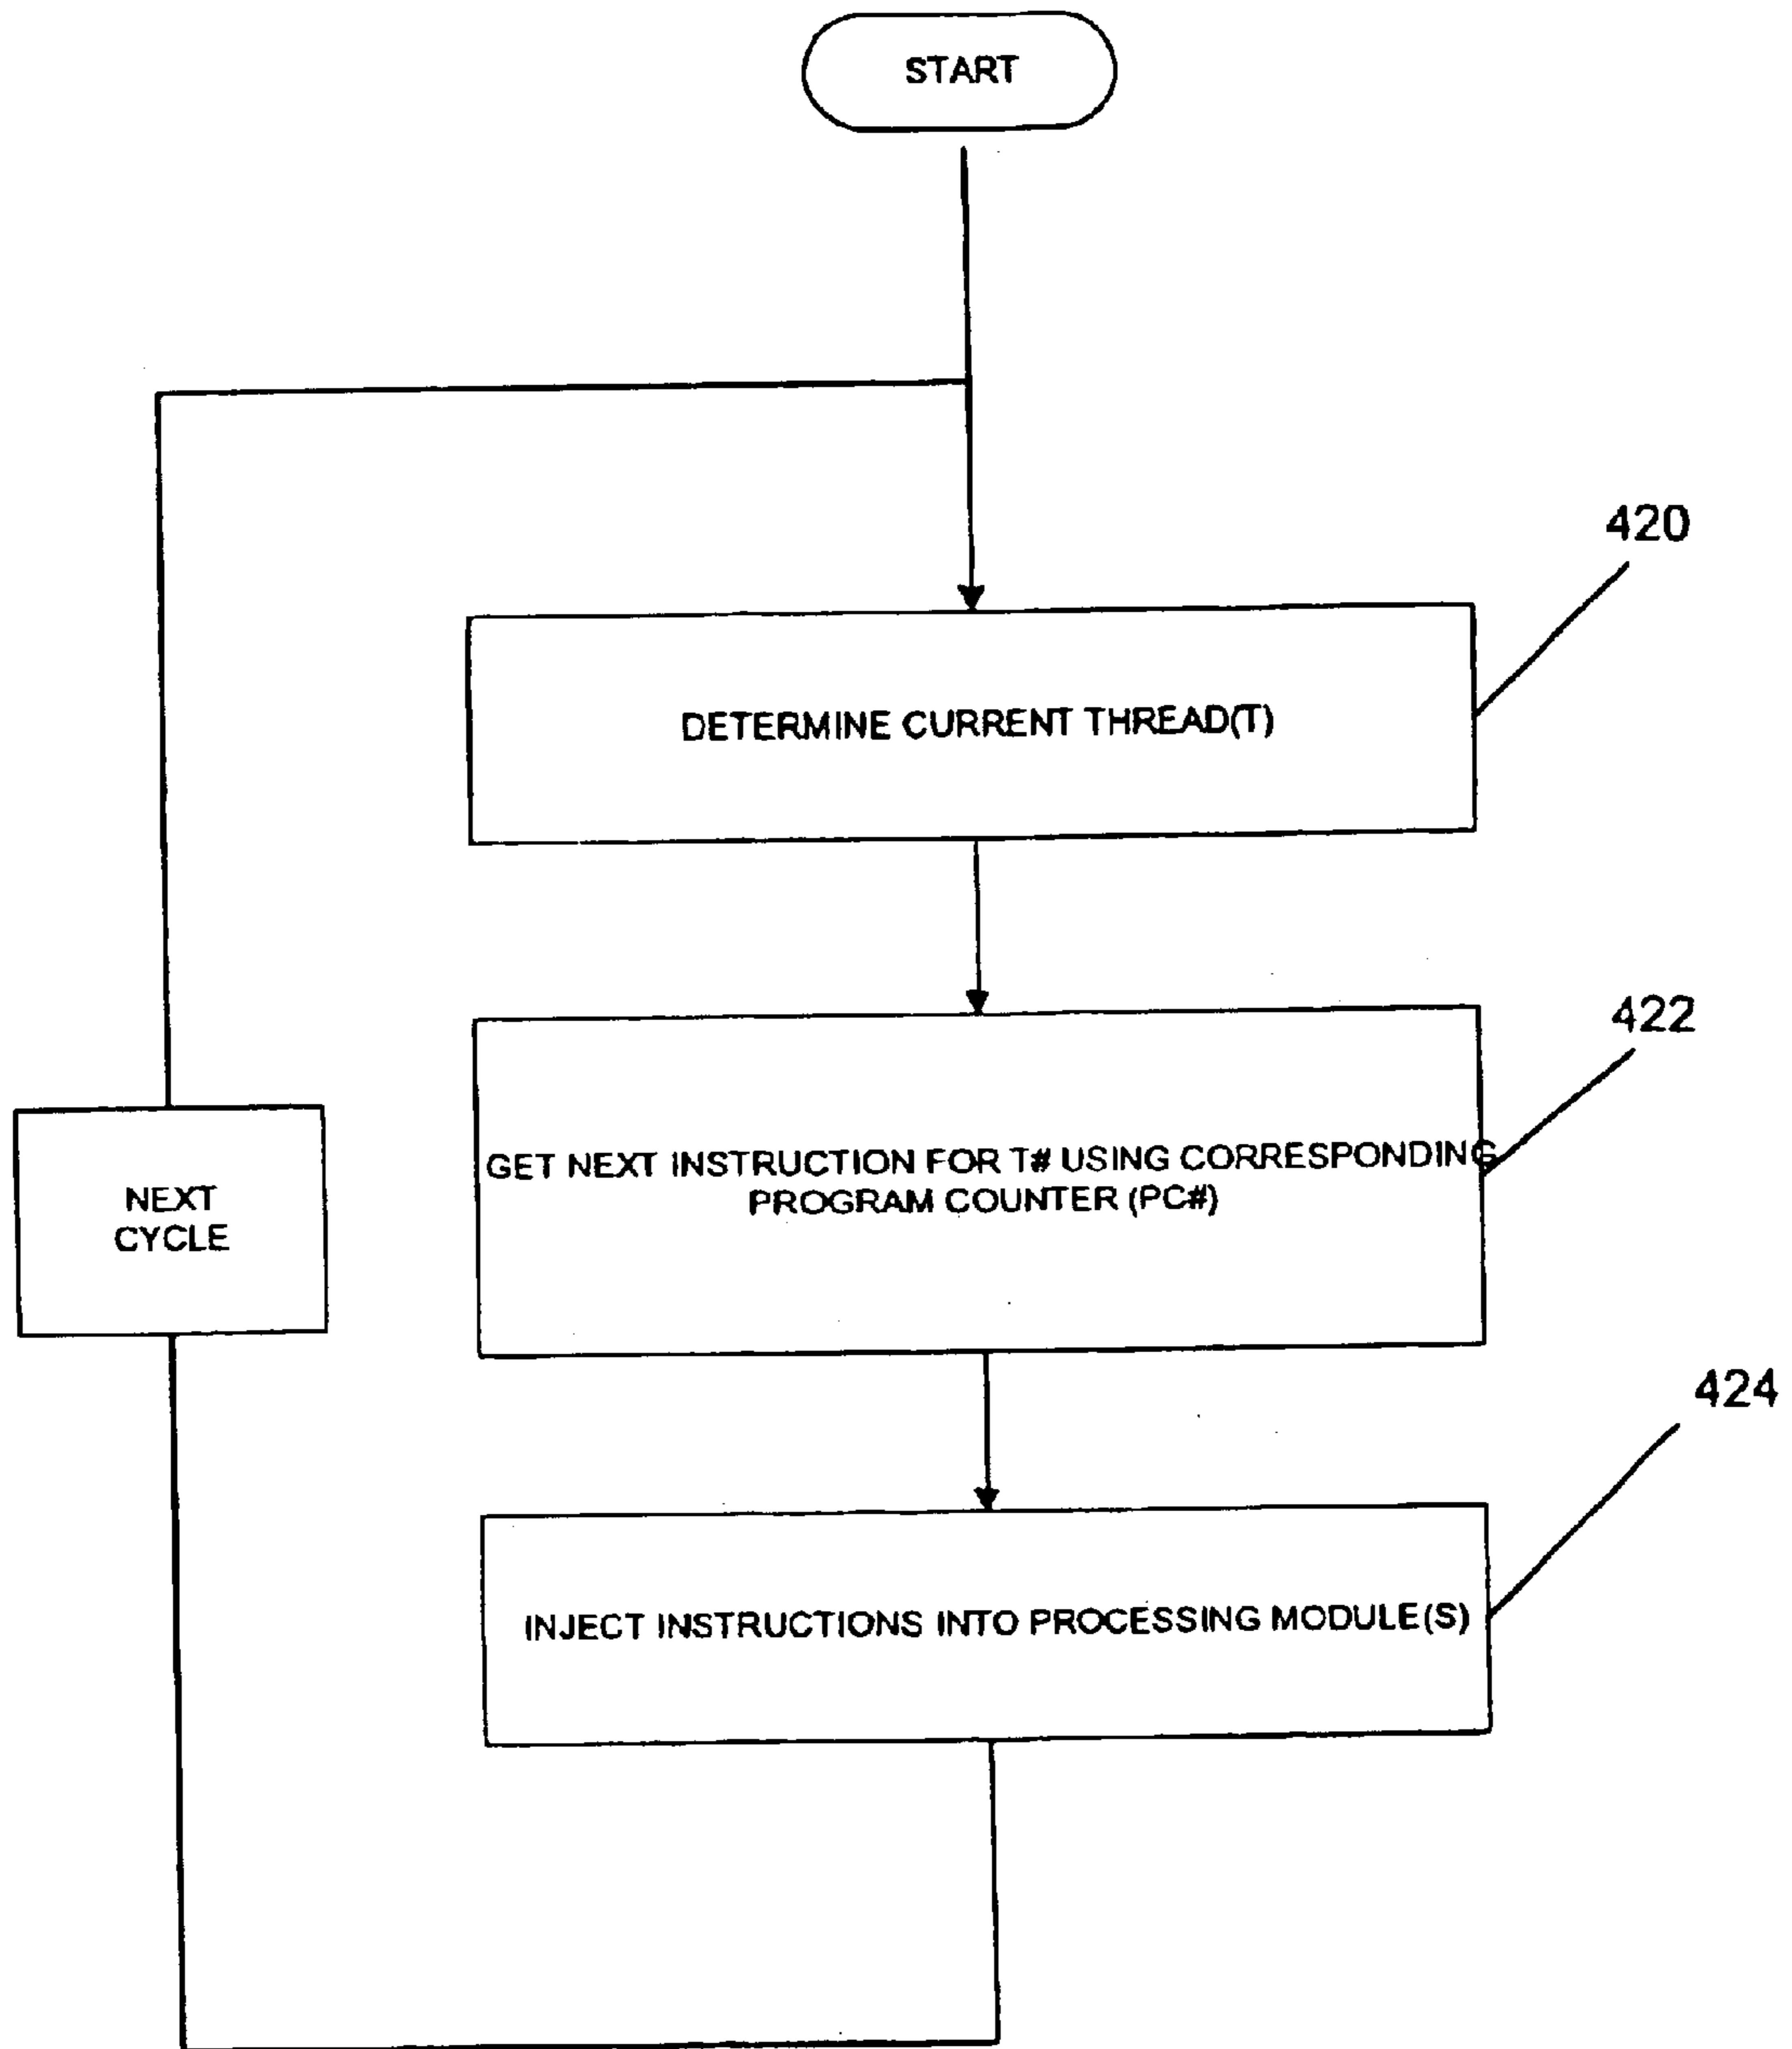 START
420
DETERMINE CURRENT THREAD(T)
422
GET NEXT INSTRUCTION FOR T# USING CORRESPONDING
PROGRAM COUNTER (PC#)
NEXT
CYCLE
424
INJECT INSTRUCTIONS INTO PROCESSING MODULE(S)